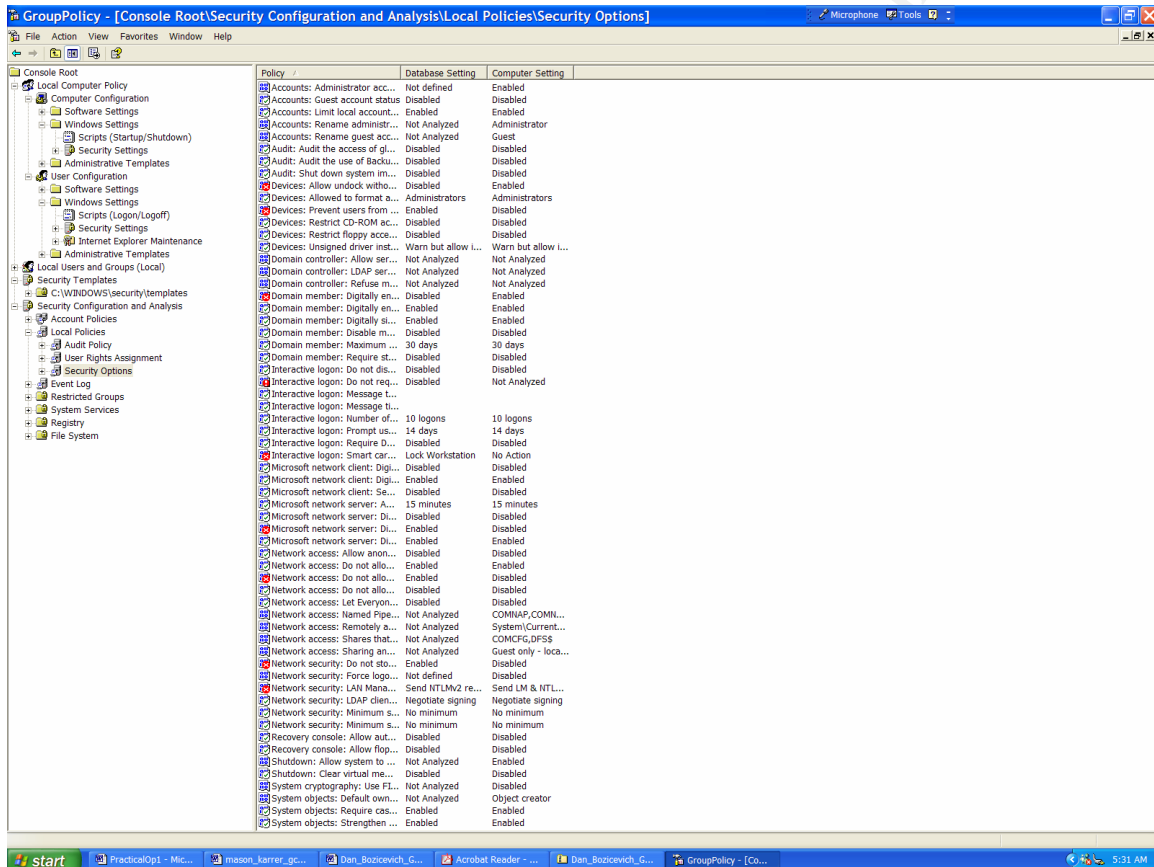 GroupPolicy - [Console Root\Security Configuration and Analysis\Local Policies\Security Options]
Microphone Tools
File Action View Favorites Window Help
Console Root
Local Computer Policy
Computer Configuration
Software Settings
Windows Settings
Scripts (Startup/Shutdown)
Security Settings
Administrative Templates
User Configuration
Software Settings
Windows Settings
Scripts (Logon/Logoff)
Security Settings
Internet Explorer Maintenance
Administrative Templates
Local Users and Groups (Local)
Security Templates
C:\WINDOWS\security\templates
Security Configuration and Analysis
Account Policies
Local Policies
Audit Policy
User Rights Assignment
Security Options
Event Log
Restricted Groups
System Services
Registry
File System
Policy Database Setting Computer Setting
Accounts: Administrator acc... Not defined Enabled
Accounts: Guest account status Disabled Disabled
Accounts: Limit local account... Enabled Enabled
Accounts: Rename administr... Not Analyzed Administrator
Accounts: Rename guest acc... Not Analyzed Guest
Audit: Audit the access of gl... Disabled Disabled
Audit: Audit the use of Backu... Disabled Disabled
Audit: Shut down system im... Disabled Disabled
Devices: Allow undock witho... Disabled Enabled
Devices: Allowed to format a... Administrators Administrators
Devices: Prevent users from ... Enabled Disabled
Devices: Restrict CD-ROM ac... Disabled Disabled
Devices: Restrict floppy acce... Disabled Disabled
Devices: Unsigned driver inst... Warn but allow i... Warn but allow i...
Domain controller: Allow ser... Not Analyzed Not Analyzed
Domain controller: LDAP ser... Not Analyzed Not Analyzed
Domain controller: Refuse m... Not Analyzed Not Analyzed
Domain member: Digitally en... Disabled Enabled
Domain member: Digitally en... Enabled Enabled
Domain member: Digitally si... Enabled Enabled
Domain member: Disable m... Disabled Disabled
Domain member: Maximum ... 30 days 30 days
Domain member: Require st... Disabled Disabled
Interactive logon: Do not dis... Disabled Disabled
Interactive logon: Do not req... Disabled Not Analyzed
Interactive logon: Message t...
Interactive logon: Message ti...
Interactive logon: Number of... 10 logons 10 logons
Interactive logon: Prompt us... 14 days 14 days
Interactive logon: Require D... Disabled Disabled
Interactive logon: Smart car... Lock Workstation No Action
Microsoft network client: Digi... Disabled Disabled
Microsoft network client: Digi... Enabled Enabled
Microsoft network client: Se... Disabled Disabled
Microsoft network server: A... 15 minutes 15 minutes
Microsoft network server: Di... Disabled Disabled
Microsoft network server: Di... Enabled Disabled
Microsoft network server: Di... Enabled Enabled
Network access: Allow anon... Disabled Disabled
Network access: Do not allo... Enabled Enabled
Network access: Do not allo... Enabled Disabled
Network access: Do not allo... Disabled Disabled
Network access: Let Everyon... Disabled Disabled
Network access: Named Pipe... Not Analyzed COMNAP,COMN...
Network access: Remotely a... Not Analyzed System\Current...
Network access: Shares that... Not Analyzed COMCFG,DFS$
Network access: Sharing an... Not Analyzed Guest only - loca...
Network security: Do not sto... Enabled Disabled
Network security: Force logo... Not defined Disabled
Network security: LAN Mana... Send NTLMv2 re... Send LM & NTL...
Network security: LDAP clien... Negotiate signing Negotiate signing
Network security: Minimum s... No minimum No minimum
Network security: Minimum s... No minimum No minimum
Recovery console: Allow aut... Disabled Disabled
Recovery console: Allow flop... Disabled Disabled
Shutdown: Allow system to ... Not Analyzed Enabled
Shutdown: Clear virtual me... Disabled Disabled
System cryptography: Use FI... Not Analyzed Disabled
System objects: Default own... Not Analyzed Object creator
System objects: Require cas... Enabled Enabled
System objects: Strengthen ... Enabled Enabled
start PracticalOp1 - Mic... mason_karrer_gc... Dan_Bozicevich_G... Acrobat Reader - ... Dan_Bozicevich_G... GroupPolicy - [Co... 5:31 AM